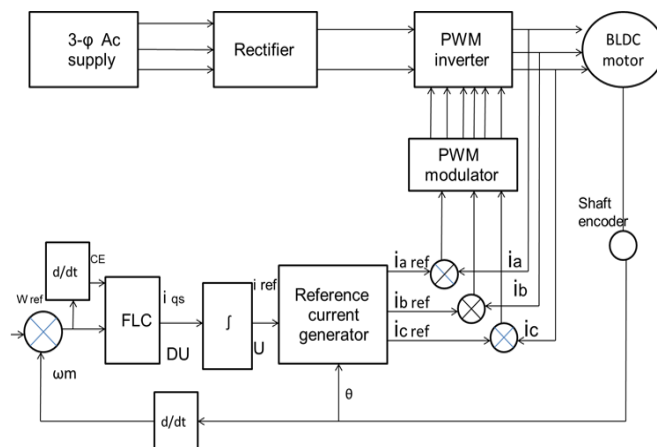 3-φ Ac
supply
Rectifier
PWM
inverter
BLDC
motor
PWM
modulator
Shaft
encoder
d/dt
CE
W ref
FLC
i qs
DU
∫
i ref
U
Reference
current
generator
ia ref
ia
ib ref
ib
ic ref
ic
ωm
θ
d/dt